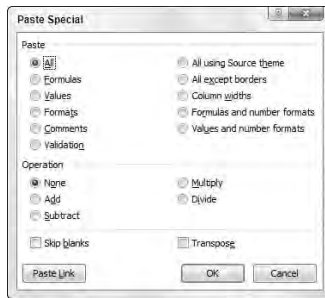 Paste Special
Paste
All
All using Source theme
Formulas
All except borders
Values
Column widths
Formats
Formulas and number formats
Comments
Values and number formats
Validation
Operation
None
Multiply
Add
Divide
Subtract
Skip blanks
Transpose
Paste Link
OK
Cancel